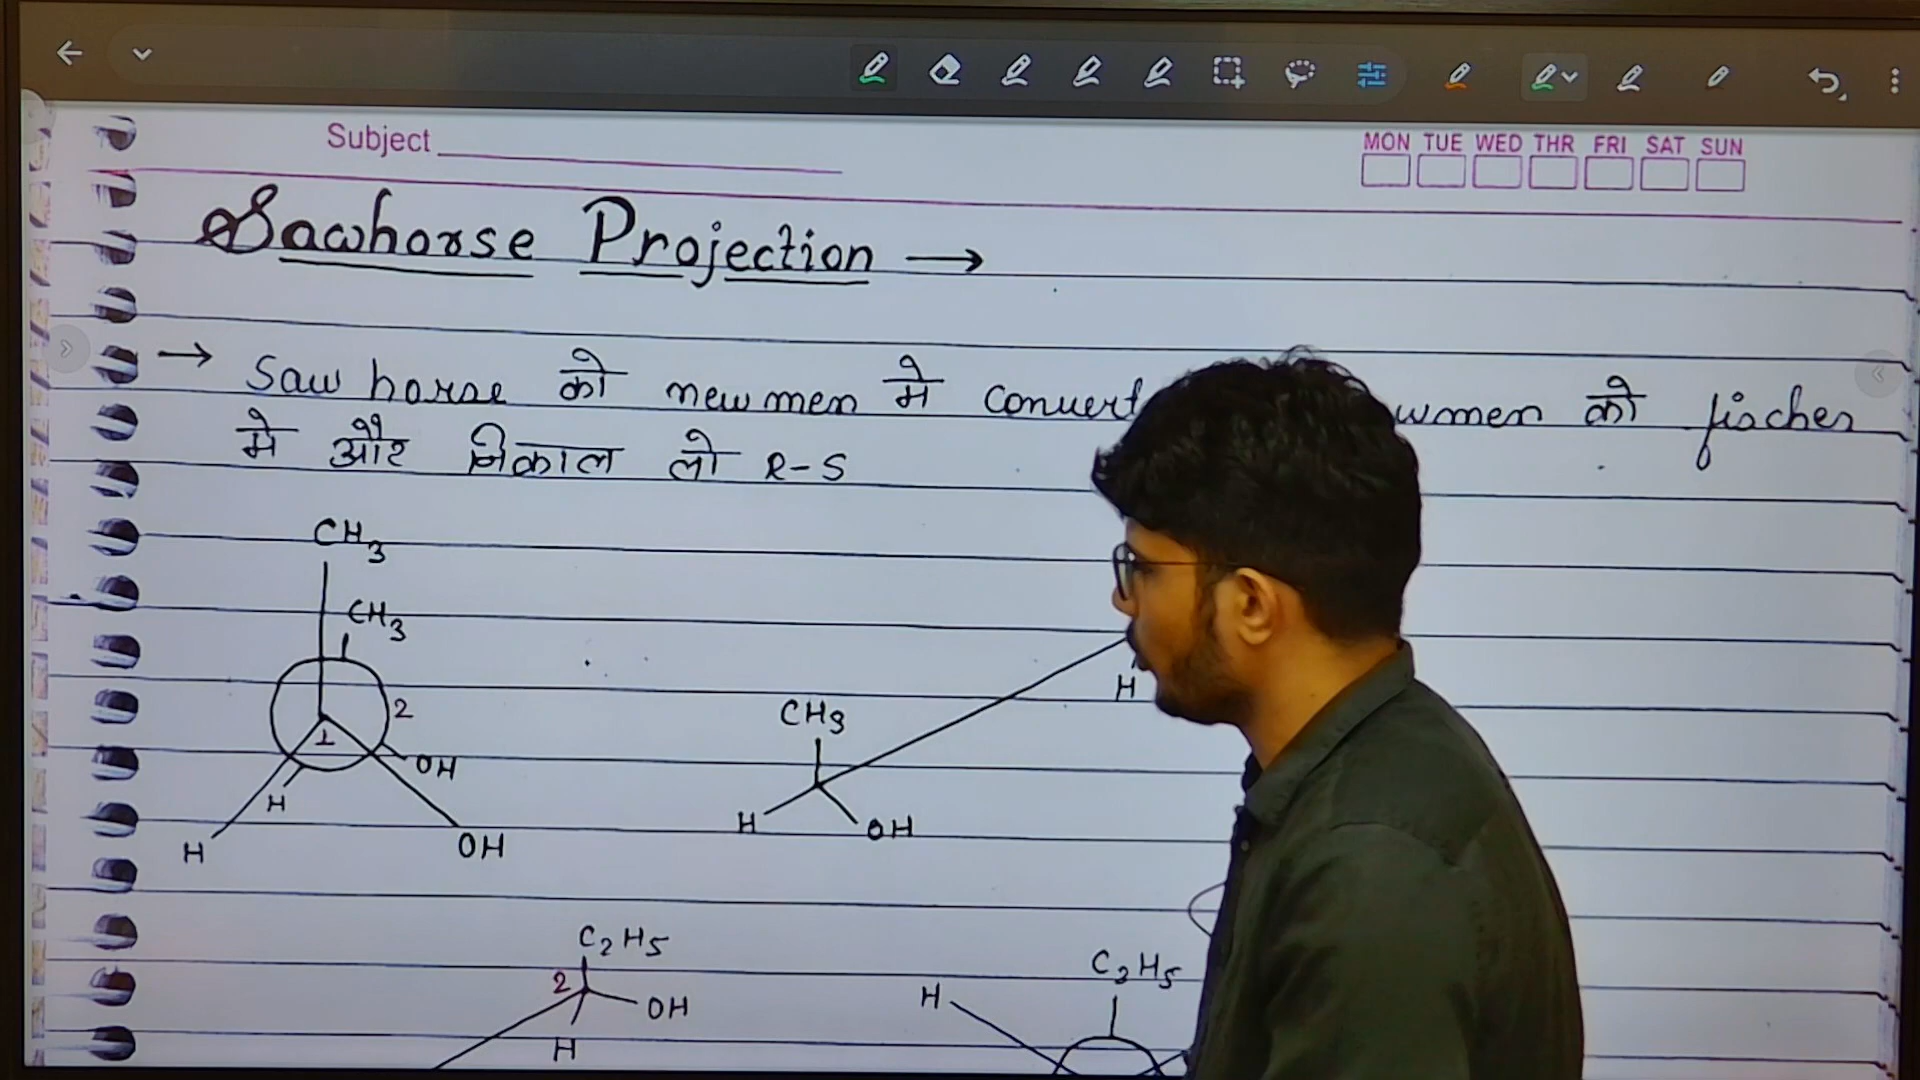 Subject
MON TUE WED THR FRI SAT SUN
Sawhorse Projection →
→ Saw horse को newmen मे convert wmen को fischer
मे और निकाल लो R-S
CH3
CH3
2
1
OH
H
H
OH
H
CH3
H
OH
C2H5
2
OH
H
C2H5
H